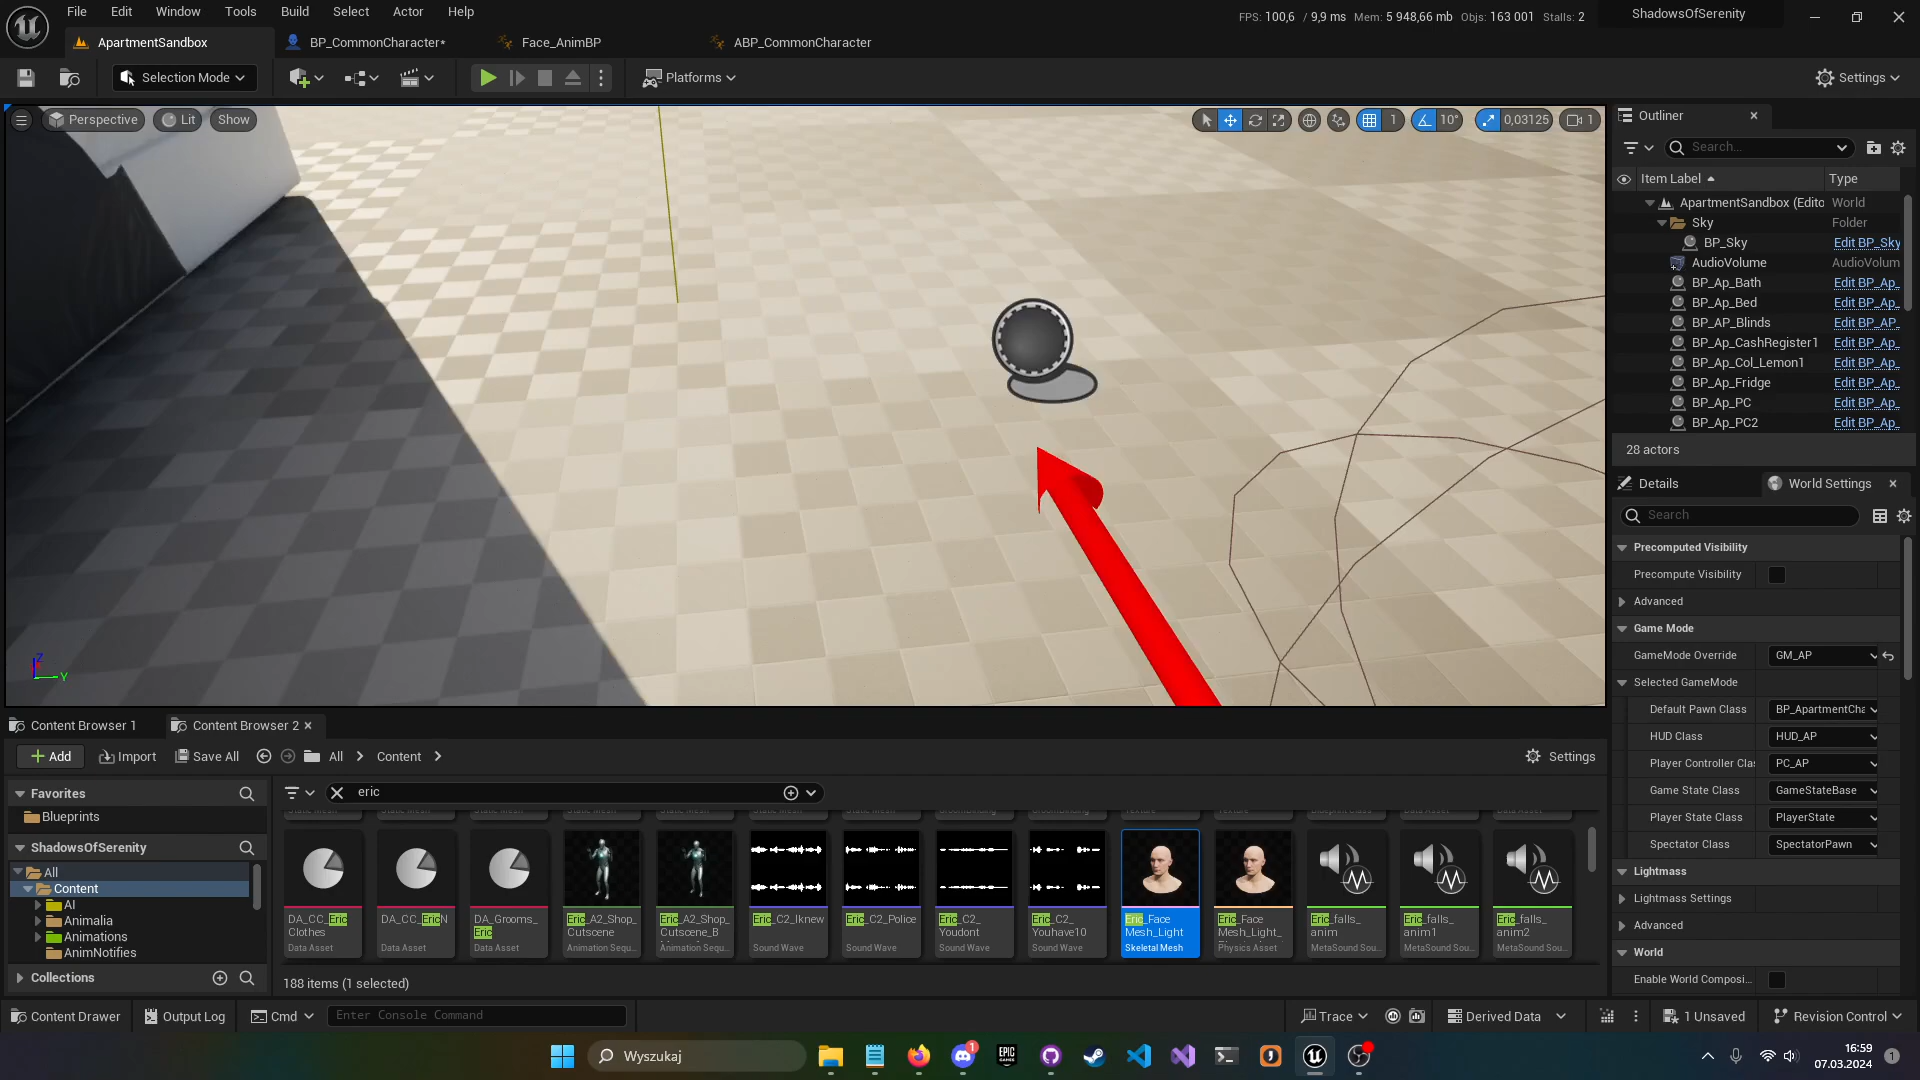 File Edit Window Tools Build Select Actor Help
FPS: 100,6 / 9,9 ms Mem: 5 948,66 mb Objs: 163 001 Stalls: 2
ShadowsOfSerenity
ApartmentSandbox
BP_CommonCharacter*
Face_AnimBP
ABP_CommonCharacter
Selection Mode
Platforms
Settings
Perspective
Lit
Show
1
10°
0,03125
1
Outliner
Search...
Item Label
Type
ApartmentSandbox (Edito World
Sky Folder
BP_Sky Edit BP_Sky
AudioVolume AudioVolum
BP_Ap_Bath Edit BP_Ap_
BP_Ap_Bed Edit BP_Ap_
BP_AP_Blinds Edit BP_AP_
BP_Ap_CashRegister1 Edit BP_Ap_
BP_Ap_Col_Lemon1 Edit BP_Ap_
BP_Ap_Fridge Edit BP_Ap_
BP_Ap_PC Edit BP_Ap_
BP_Ap_PC2 Edit BP_Ap_
28 actors
Details
World Settings
Search
Precomputed Visibility
Precompute Visibility
Advanced
Game Mode
GameMode Override GM_AP
Selected GameMode
Default Pawn Class BP_ApartmentCha
HUD Class HUD_AP
Player Controller Clas PC_AP
Game State Class GameStateBase
Player State Class PlayerState
Spectator Class SpectatorPawn
Lightmass
Lightmass Settings
Advanced
World
Enable World Composi...
Z
Y
Content Browser 1
Content Browser 2
Add
Import
Save All
All
Content
Settings
Favorites
Blueprints
ShadowsOfSerenity
All
Content
AI
Animalia
Animations
AnimNotifies
Collections
eric
DA_CC_Eric
Clothes
Data Asset
DA_CC_EricN
Data Asset
DA_Grooms_
Eric
Data Asset
Eric_A2_Shop_
Cutscene
Animation Sequ...
Eric_A2_Shop_
Cutscene_B
Animation Sequ...
Eric_C2_Iknew
Sound Wave
Eric_C2_Police
Sound Wave
Eric_C2_
Youdont
Sound Wave
Eric_C2_
Youhave10
Sound Wave
Eric_Face
Mesh_Light
Skeletal Mesh
Eric_Face
Mesh_Light_
Physics Asset
Eric_falls_
anim
MetaSound Sou...
Eric_falls_
anim1
MetaSound Sou...
Eric_falls_
anim2
MetaSound Sou...
188 items (1 selected)
Content Drawer
Output Log
Cmd
Enter Console Command
Trace
Derived Data
1 Unsaved
Revision Control
Wyszukaj
1
EPIC
GAMES
16:59
07.03.2024
1